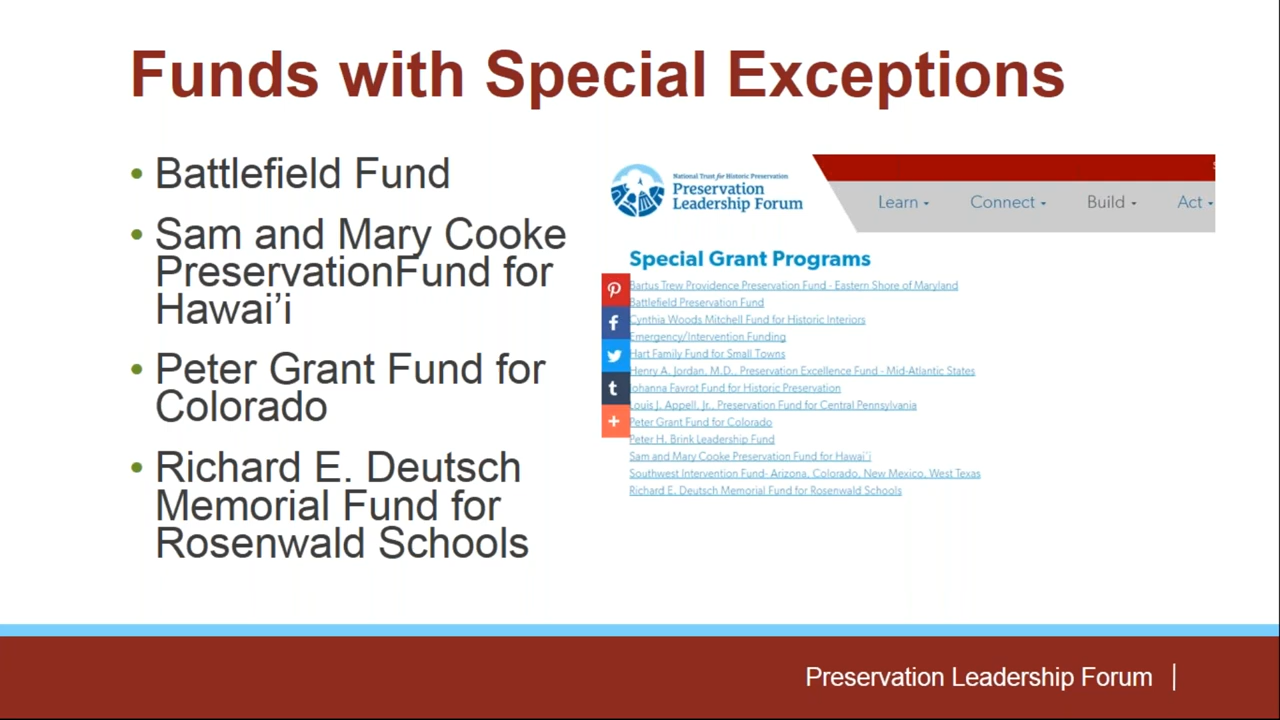 Funds with Special Exceptions
• Battlefield Fund
• Sam and Mary Cooke
PreservationFund for
Hawai’i
• Peter Grant Fund for
Colorado
• Richard E. Deutsch
Memorial Fund for
Rosenwald Schools
National Trust for Historic Preservation
Preservation
Leadership Forum
Learn
Connect
Build
Act
Special Grant Programs
Bartus Trew Providence Preservation Fund - Eastern Shore of Maryland
Battlefield Preservation Fund
Cynthia Woods Mitchell Fund for Historic Interiors
Emergency/Intervention Funding
Hart Family Fund for Small Towns
Henry A. Jordan, M.D., Preservation Excellence Fund - Mid-Atlantic States
Johanna Favrot Fund for Historic Preservation
Louis J. Appell, Jr., Preservation Fund for Central Pennsylvania
Peter Grant Fund for Colorado
Peter H. Brink Leadership Fund
Sam and Mary Cooke Preservation Fund for Hawai`i
Southwest Intervention Fund- Arizona, Colorado, New Mexico, West Texas
Richard E. Deutsch Memorial Fund for Rosenwald Schools
Preservation Leadership Forum |